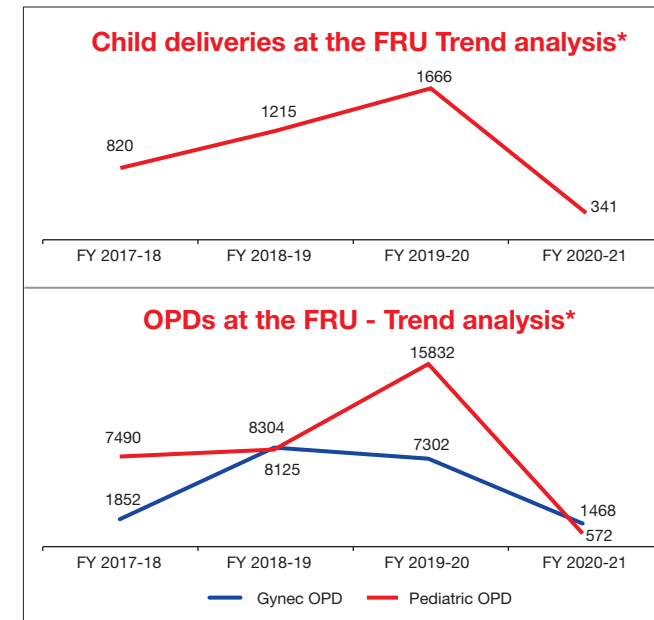 Child deliveries at the FRU Trend analysis*
1666
1215
820
341
FY 2017-18 FY 2018-19 FY 2019-20 FY 2020-21
OPDs at the FRU - Trend analysis*
15832
8304
7490
7302
8125
1852
1468
572
FY 2017-18 FY 2018-19 FY 2019-20 FY 2020-21
Gynec OPD Pediatric OPD